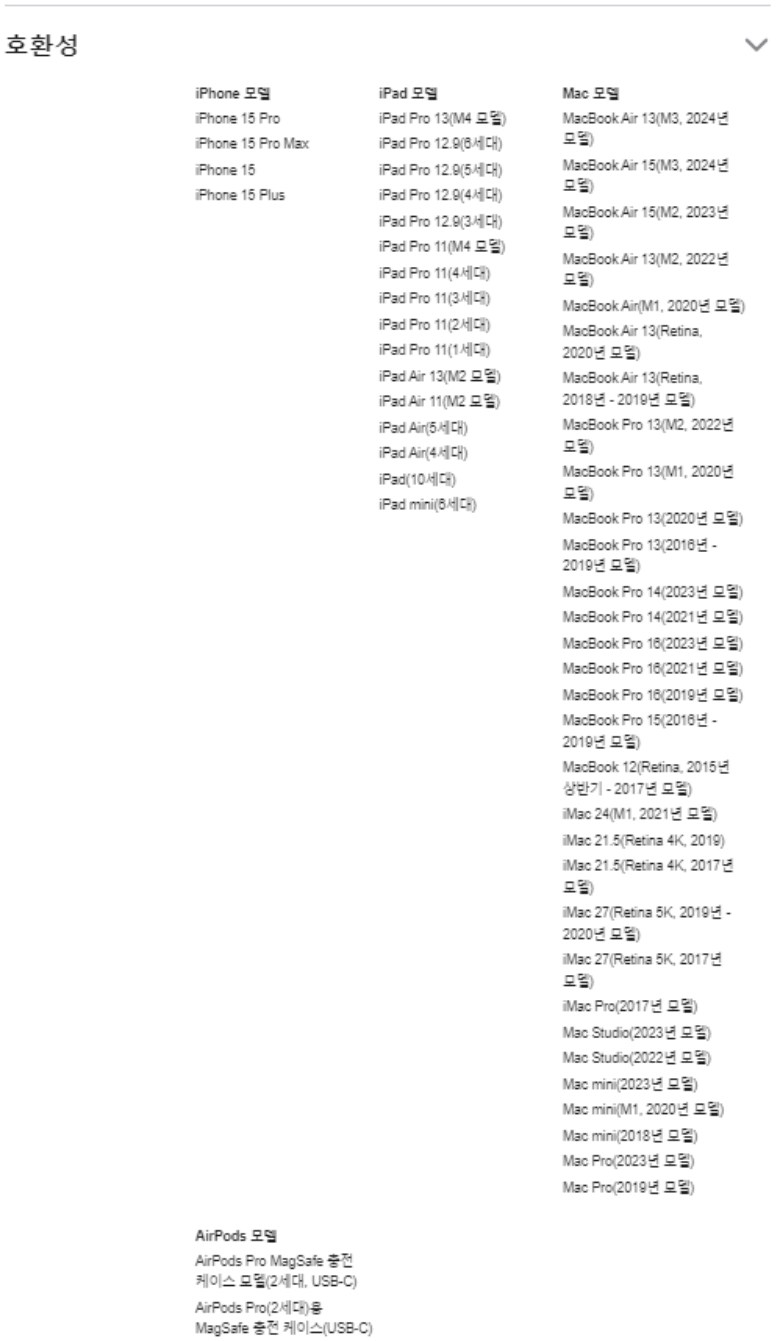 호환성
iPhone 모델
iPhone 15 Pro
iPhone 15 Pro Max
iPhone 15
iPhone 15 Plus
iPad 모델
iPad Pro 13(M4 모델)
iPad Pro 12.9(6세대)
iPad Pro 12.9(5세대)
iPad Pro 12.9(4세대)
iPad Pro 12.9(3세대)
iPad Pro 11(M4 모델)
iPad Pro 11(4세대)
iPad Pro 11(3세대)
iPad Pro 11(2세대)
iPad Pro 11(1세대)
iPad Air 13(M2 모델)
iPad Air 11(M2 모델)
iPad Air(5세대)
iPad Air(4세대)
iPad(10세대)
iPad mini(6세대)
Mac 모델
MacBook Air 13(M3, 2024년
모델)
MacBook Air 15(M3, 2024년
모델)
MacBook Air 15(M2, 2023년
모델)
MacBook Air 13(M2, 2022년
모델)
MacBook Air(M1, 2020년 모델)
MacBook Air 13(Retina,
2020년 모델)
MacBook Air 13(Retina,
2018년 - 2019년 모델)
MacBook Pro 13(M2, 2022년
모델)
MacBook Pro 13(M1, 2020년
모델)
MacBook Pro 13(2020년 모델)
MacBook Pro 13(2016년 -
2019년 모델)
MacBook Pro 14(2023년 모델)
MacBook Pro 14(2021년 모델)
MacBook Pro 16(2023년 모델)
MacBook Pro 16(2021년 모델)
MacBook Pro 16(2019년 모델)
MacBook Pro 15(2016년 -
2019년 모델)
MacBook 12(Retina, 2015년
상반기 - 2017년 모델)
iMac 24(M1, 2021년 모델)
iMac 21.5(Retina 4K, 2019)
iMac 21.5(Retina 4K, 2017년
모델)
iMac 27(Retina 5K, 2019년 -
2020년 모델)
iMac 27(Retina 5K, 2017년
모델)
iMac Pro(2017년 모델)
Mac Studio(2023년 모델)
Mac Studio(2022년 모델)
Mac mini(2023년 모델)
Mac mini(M1, 2020년 모델)
Mac mini(2018년 모델)
Mac Pro(2023년 모델)
Mac Pro(2019년 모델)
AirPods 모델
AirPods Pro MagSafe 충전
케이스 모델(2세대, USB-C)
AirPods Pro(2세대)용
MagSafe 충전 케이스(USB-C)